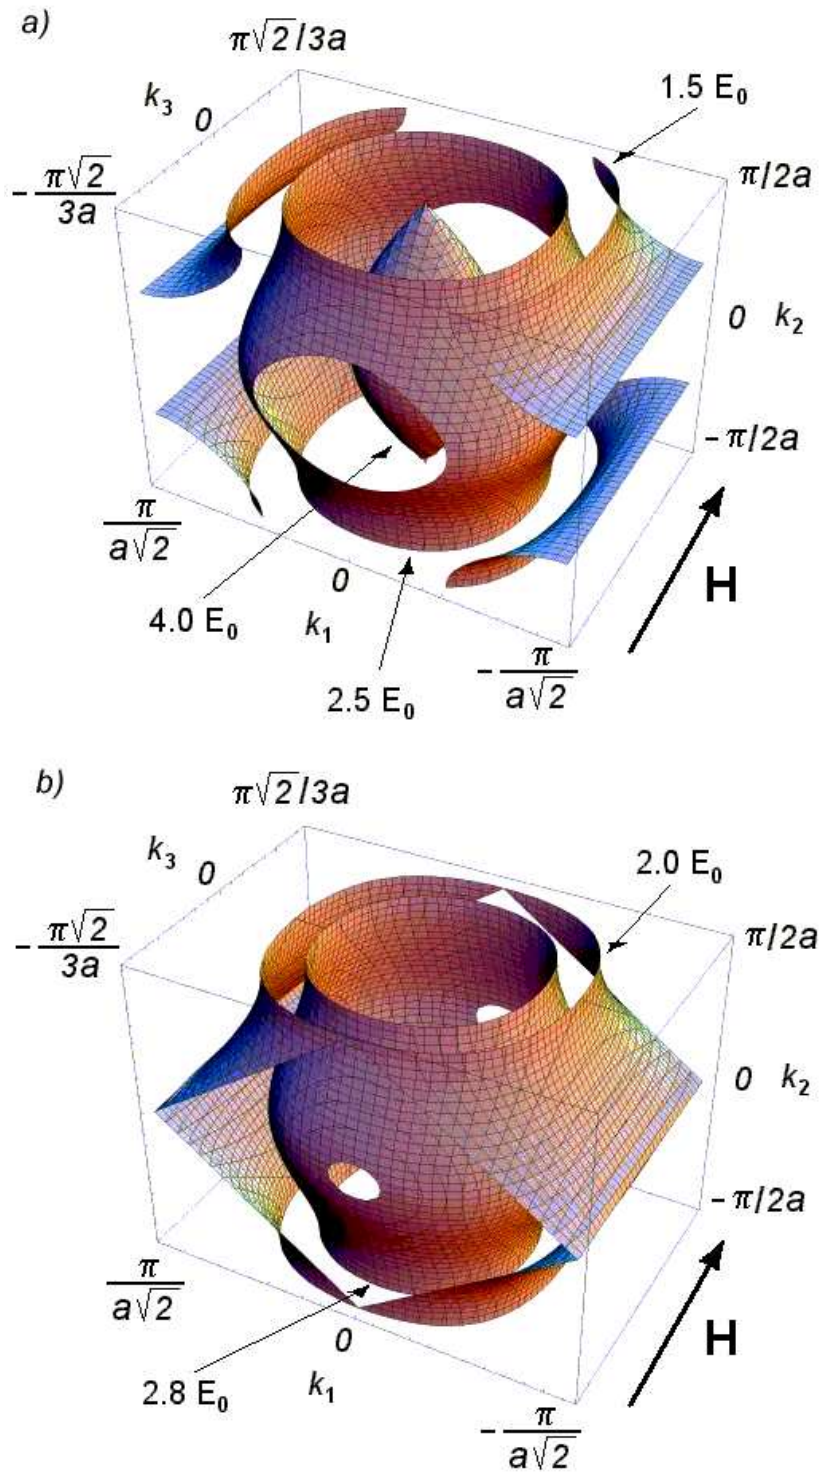 a)
π√2/3a
k₃
0
1.5 E₀
−π√2/3a
π/2a
0 k₂
−π/2a
π/a√2
0
k₁
H
4.0 E₀
−π/a√2
2.5 E₀
b)
π√2/3a
k₃
0
2.0 E₀
−π√2/3a
π/2a
0 k₂
−π/2a
π/a√2
0
k₁
H
2.8 E₀
−π/a√2